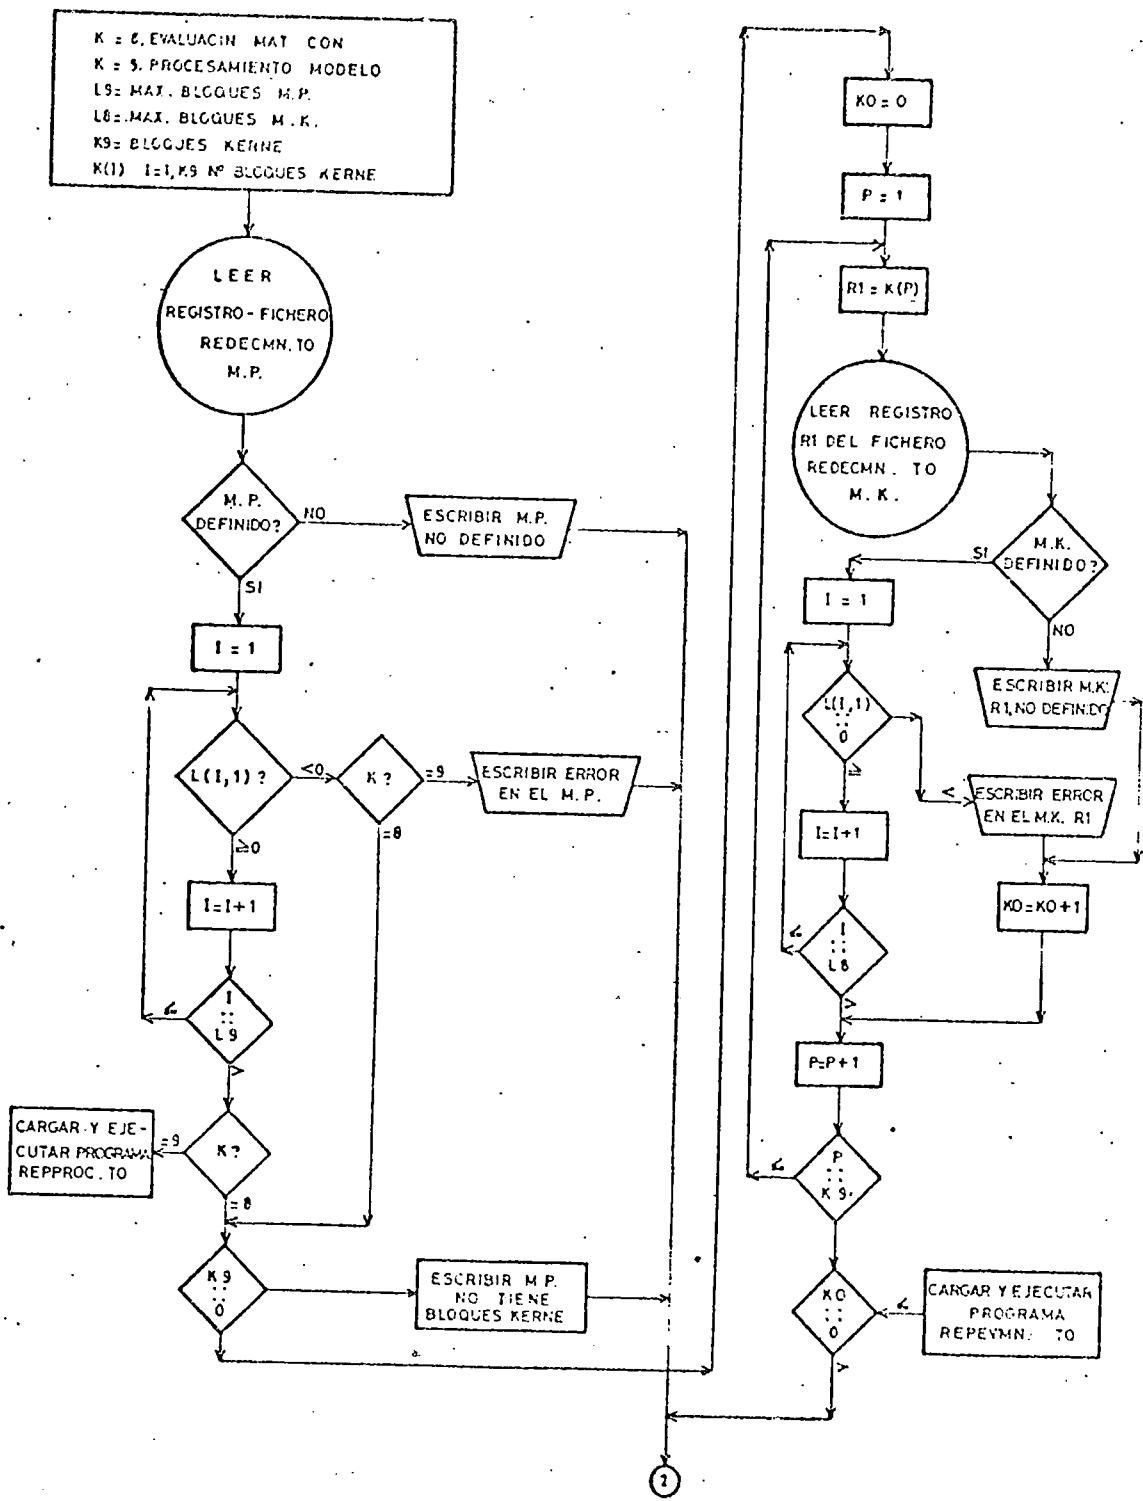 K = 8, EVALUACIN MAT CON
K = 9, PROCESAMIENTO MODELO
L9= MAX. BLOQUES M.P.
L8= MAX. BLOQUES M.K.
K9= BLOQUES KERNE
K(I) I=1,K9 Nº BLOQUES KERNE
LEER
REGISTRO-FICHERO
REDECMN.TO
M.P.
M.P.
DEFINIDO?
NO
ESCRIBIR M.P.
NO DEFINIDO
SI
I = 1
L(I,1)?
<0
K?
=9
ESCRIBIR ERROR
EN EL M.P.
=8
≥0
I=I+1
I
::
L9
≤
>
K?
=9
CARGAR Y EJE-
CUTAR PROGRAMA
REPPROC.TO
=8
K9
::
0
ESCRIBIR M.P.
NO TIENE
BLOQUES KERNE
K0=0
P=1
R1=K(P)
LEER REGISTRO
R1 DEL FICHERO
REDECMN. TO
M.K.
M.K.
DEFINIDO?
SI
NO
I = 1
ESCRIBIR M.K.
R1, NO DEFINIDO
L(I,1)
::
0
≥
<
ESCRIBIR ERROR
EN EL M.K. R1
I=I+1
K0=K0+1
I
::
L8
≤
>
P=P+1
P
::
K9
≤
K0
::
0
≤
CARGAR Y EJECUTAR
PROGRAMA
REPEYMN. TO
>
2